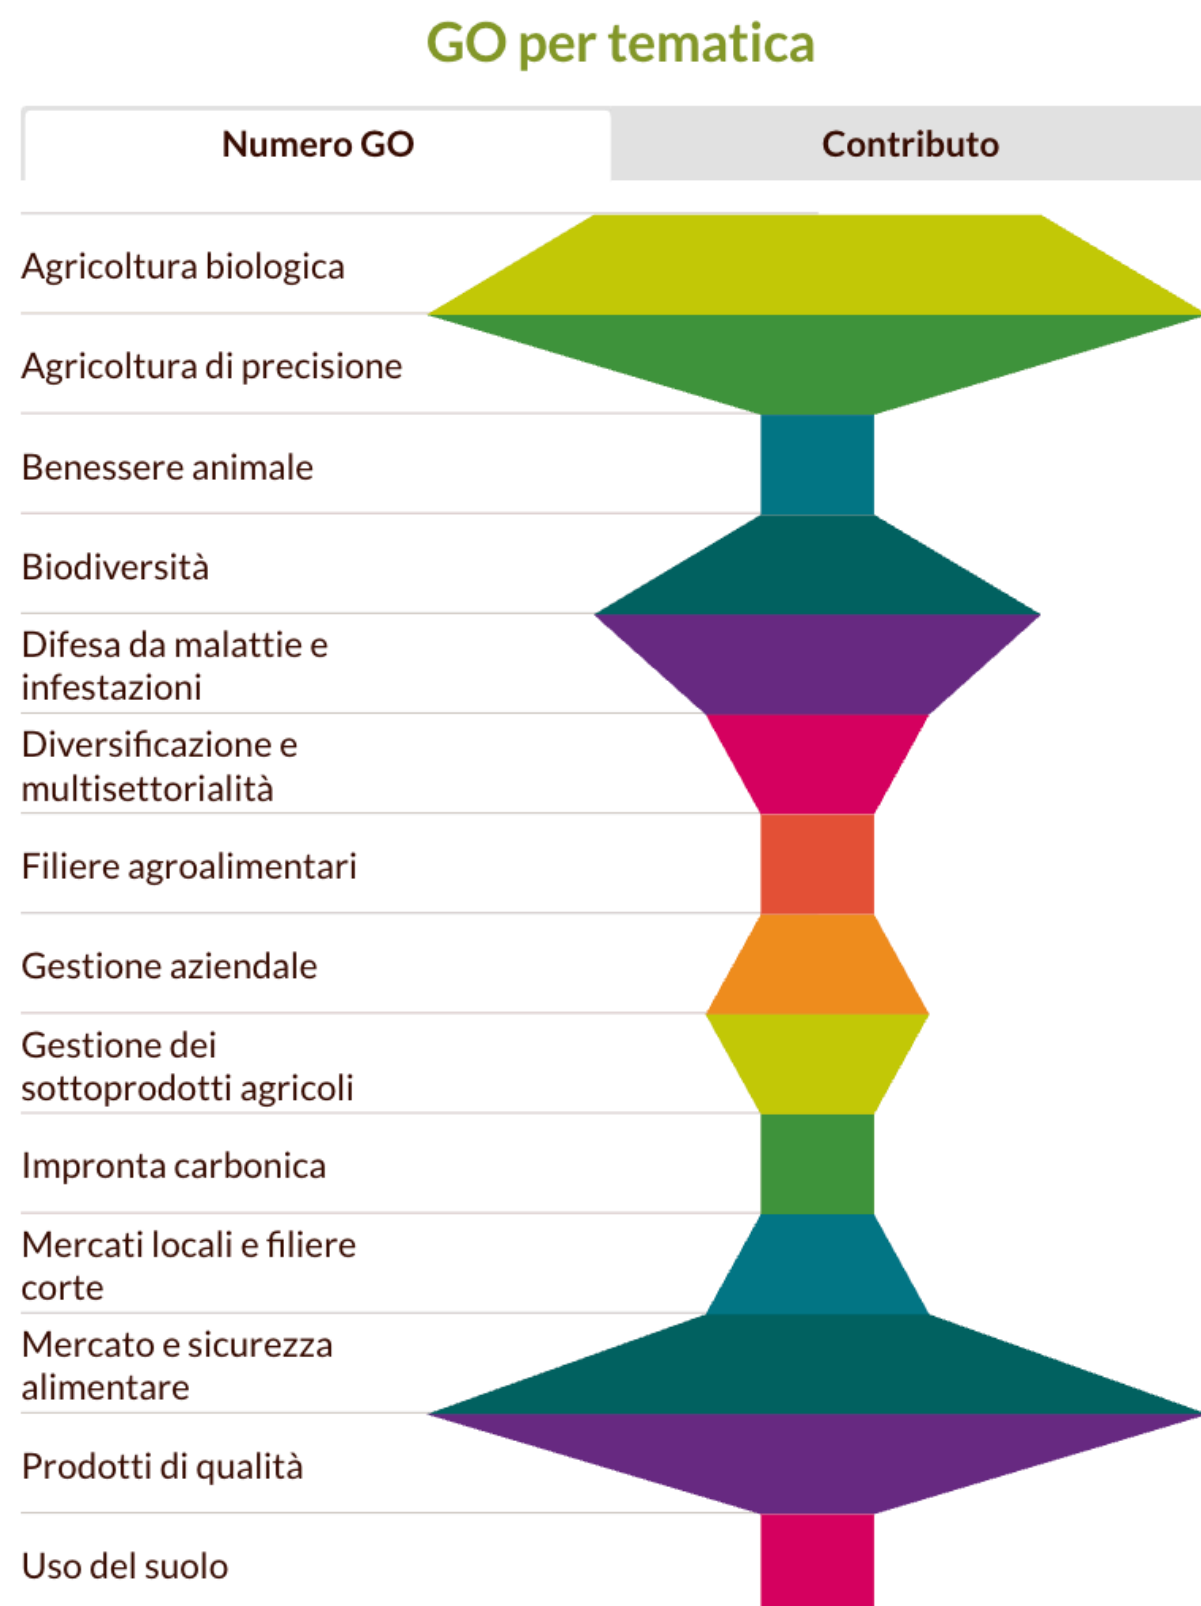 GO per tematica
Numero GO
Contributo
Agricoltura biologica
Agricoltura di precisione
Benessere animale
Biodiversità
Difesa da malattie e
infestazioni
Diversificazione e
multisettorialità
Filiere agroalimentari
Gestione aziendale
Gestione dei
sottoprodotti agricoli
Impronta carbonica
Mercati locali e filiere
corte
Mercato e sicurezza
alimentare
Prodotti di qualità
Uso del suolo